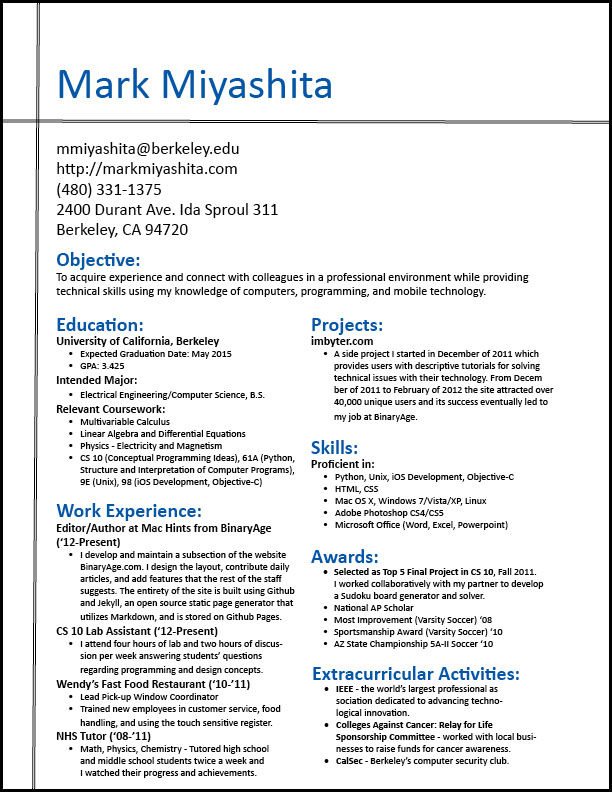 Mark Miyashita
mmiyashita@berkeley.edu
http://markmiyashita.com
(480) 331-1375
2400 Durant Ave. Ida Sproul 311
Berkeley, CA 94720
Objective:
To acquire experience and connect with colleagues in a professional environment while providing
technical skills using my knowledge of computers, programming, and mobile technology.
Education:
University of California, Berkeley
• Expected Graduation Date: May 2015
• GPA: 3.425
Intended Major:
• Electrical Engineering/Computer Science, B.S.
Relevant Coursework:
• Multivariable Calculus
• Linear Algebra and Differential Equations
• Physics - Electricity and Magnetism
• CS 10 (Conceptual Programming Ideas), 61A (Python,
Structure and Interpretation of Computer Programs),
9E (Unix), 98 (iOS Development, Objective-C)
Work Experience:
Editor/Author at Mac Hints from BinaryAge
(‘12-Present)
• I develop and maintain a subsection of the website
BinaryAge.com. I design the layout, contribute daily
articles, and add features that the rest of the staff
suggests. The entirety of the site is built using Github
and Jekyll, an open source static page generator that
utilizes Markdown, and is stored on Github Pages.
CS 10 Lab Assistant (‘12-Present)
• I attend four hours of lab and two hours of discus-
sion per week answering students’ questions
regarding programming and design concepts.
Wendy’s Fast Food Restaurant (‘10-’11)
• Lead Pick-up Window Coordinator
• Trained new employees in customer service, food
handling, and using the touch sensitive register.
NHS Tutor (‘08-’11)
• Math, Physics, Chemistry - Tutored high school
and middle school students twice a week and
I watched their progress and achievements.
Projects:
imbyter.com
• A side project I started in December of 2011 which
provides users with descriptive tutorials for solving
technical issues with their technology. From Decem
ber of 2011 to February of 2012 the site attracted over
40,000 unique users and its success eventually led to
my job at BinaryAge.
Skills:
Proficient in:
• Python, Unix, iOS Development, Objective-C
• HTML, CSS
• Mac OS X, Windows 7/Vista/XP, Linux
• Adobe Photoshop CS4/CS5
• Microsoft Office (Word, Excel, Powerpoint)
Awards:
• Selected as Top 5 Final Project in CS 10, Fall 2011.
I worked collaboratively with my partner to develop
a Sudoku board generator and solver.
• National AP Scholar
• Most Improvement (Varsity Soccer) ‘08
• Sportsmanship Award (Varsity Soccer) ‘10
• AZ State Championship 5A-II Soccer ‘10
Extracurricular Activities:
• IEEE - the world’s largest professional as
sociation dedicated to advancing techno-
logical innovation.
• Colleges Against Cancer: Relay for Life
Sponsorship Committee - worked with local busi-
nesses to raise funds for cancer awareness.
• CalSec - Berkeley’s computer security club.